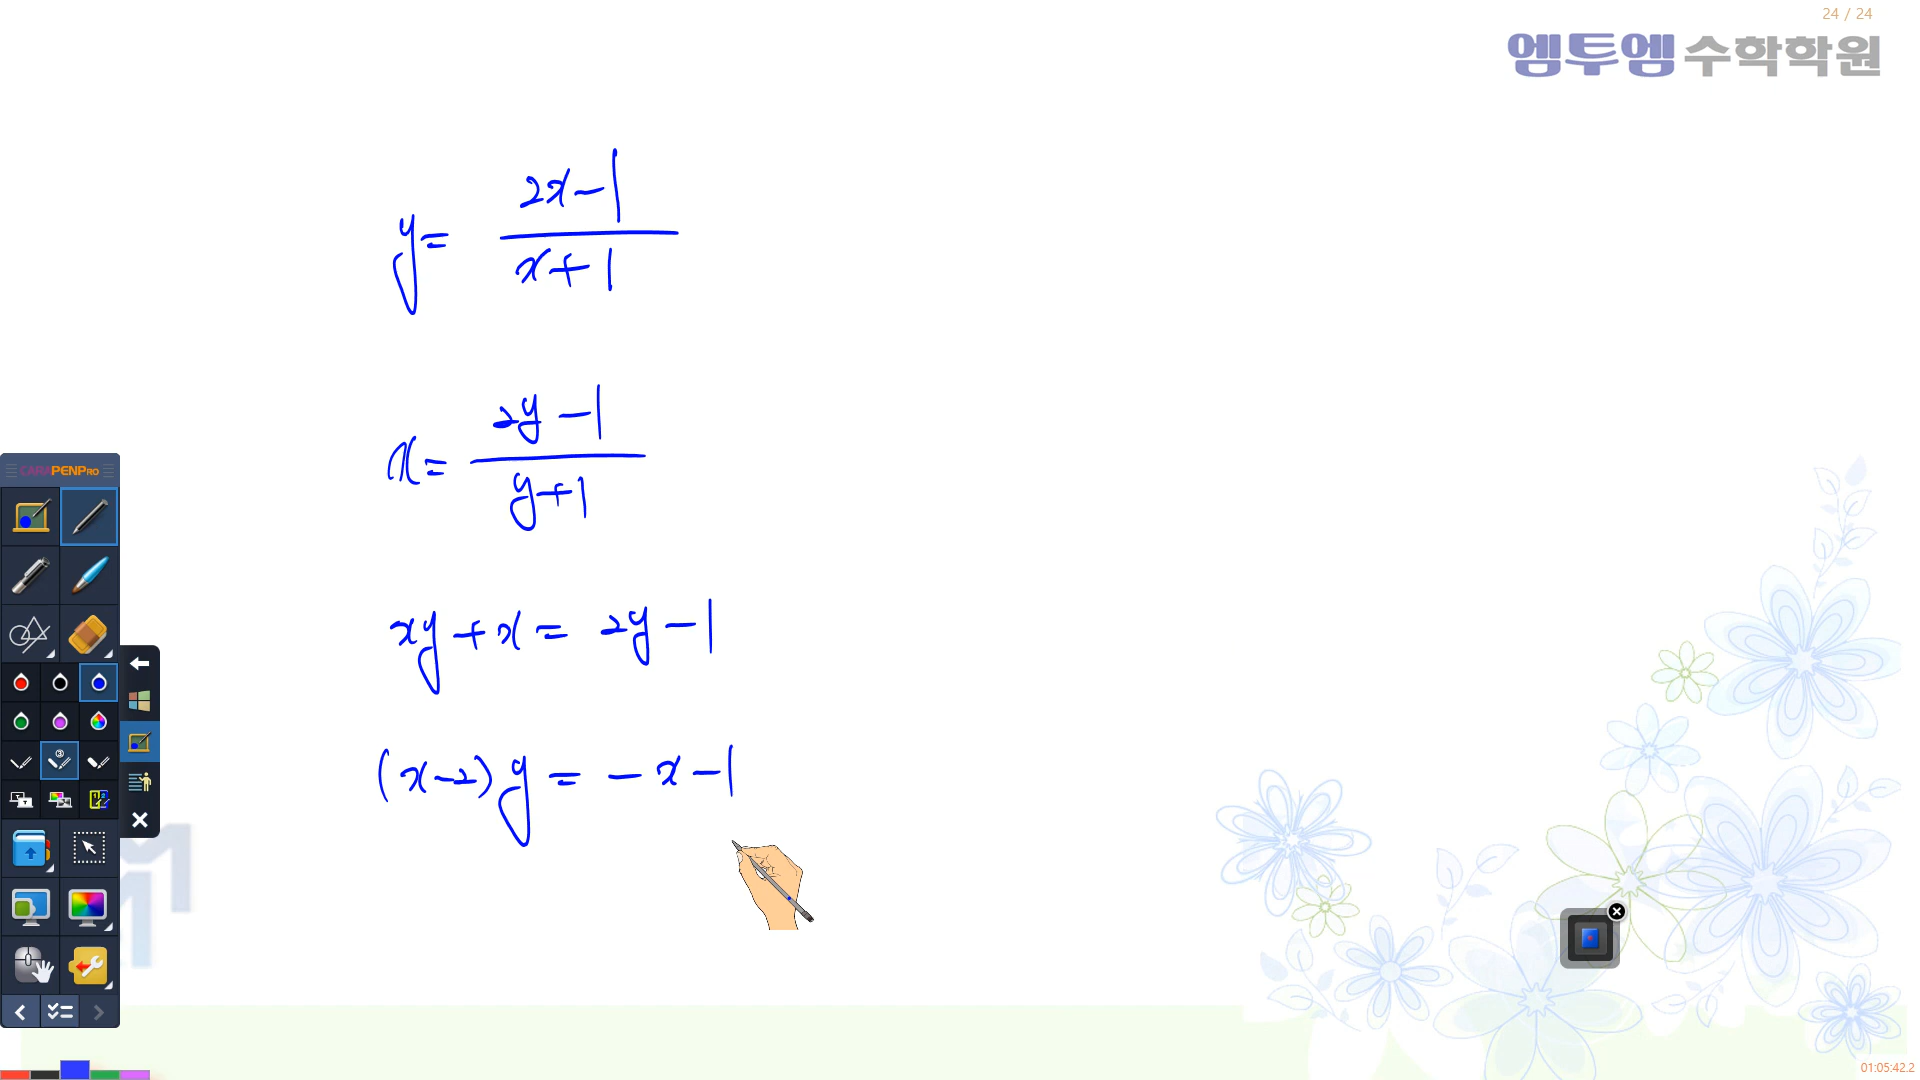 24 / 24
엠투엠 수학학원
y = (2x-1)/(x+1)
x = (2y-1)/(y+1)
CARAPENPRO
xy + x = 2y - 1
(x-2)y = -x-1
01:05:42.2